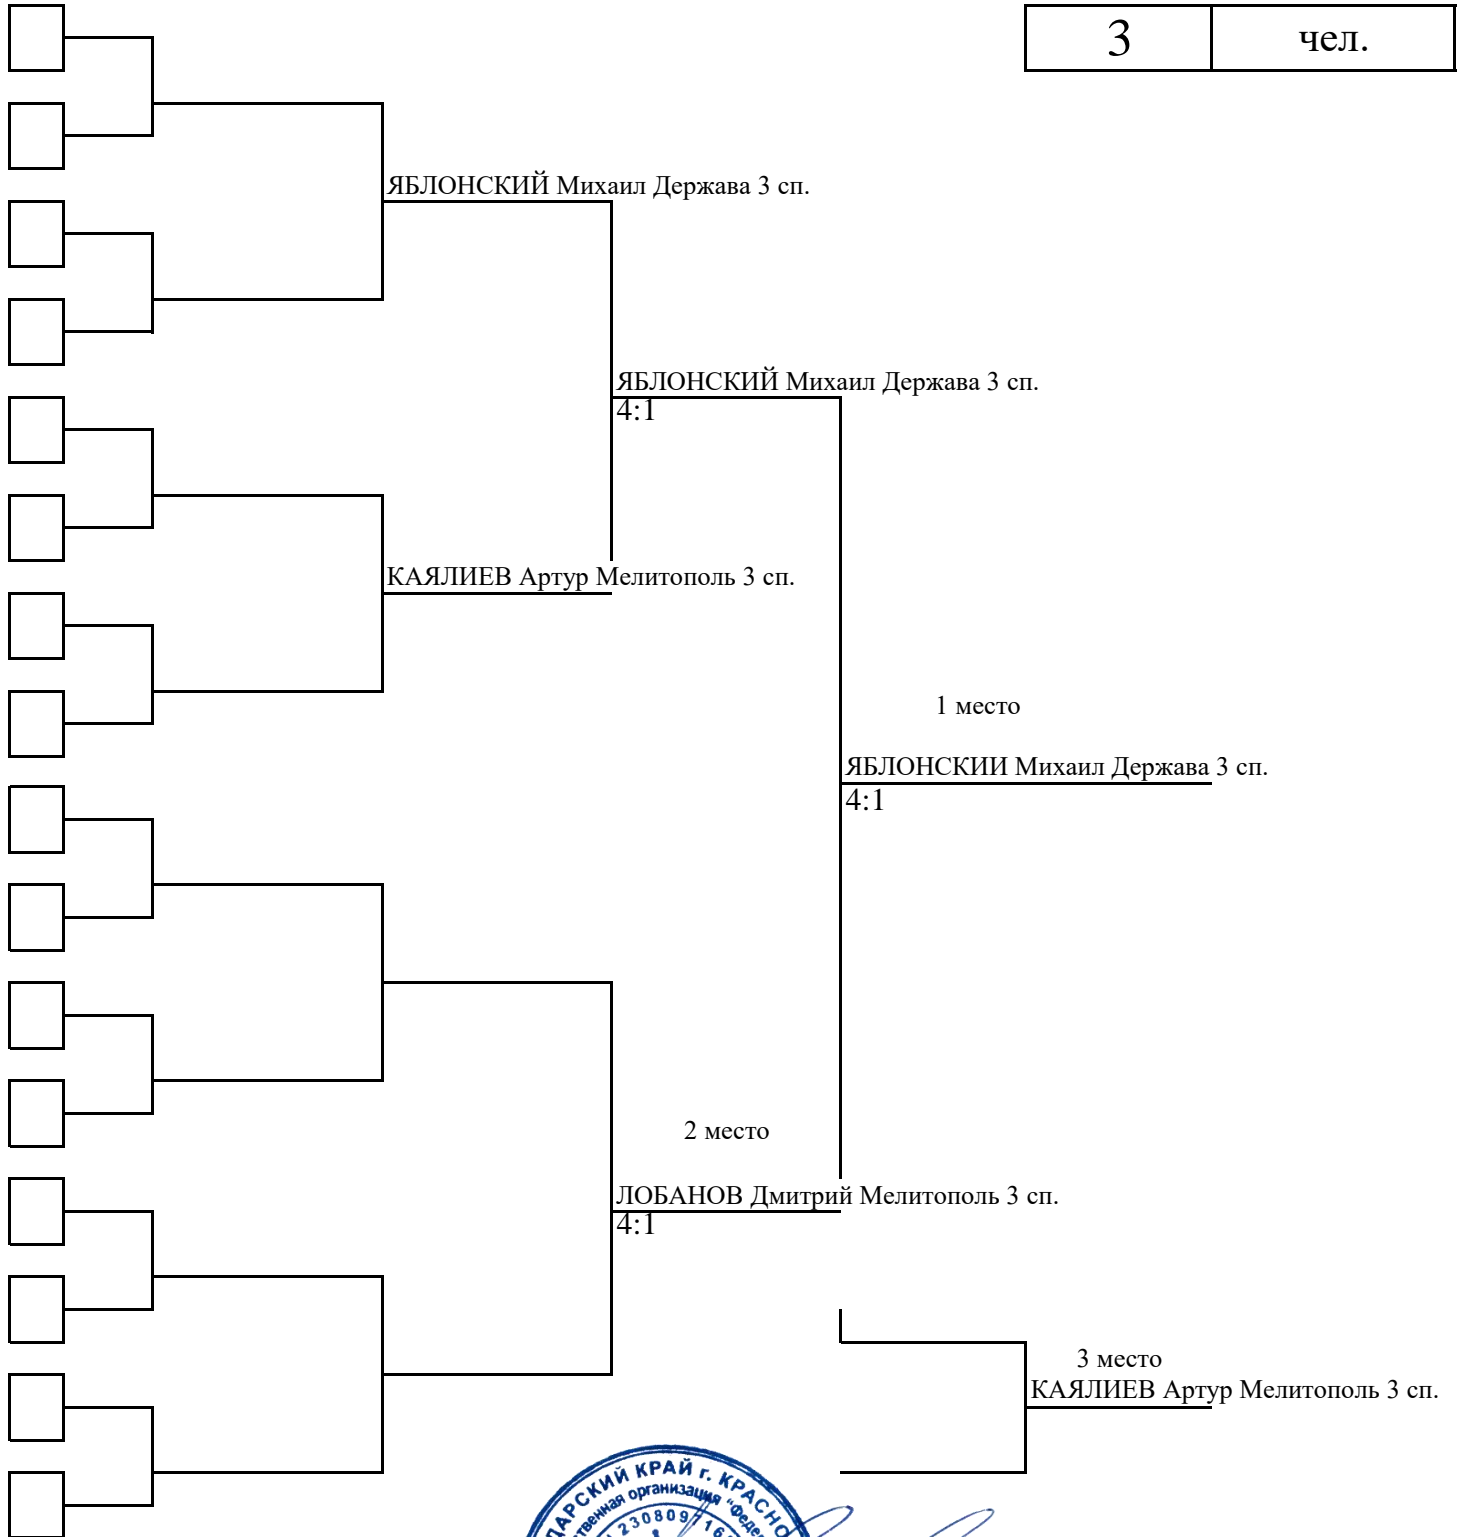 3 чел.
ЯБЛОНСКИЙ Михаил Держава 3 сп.
ЯБЛОНСКИЙ Михаил Держава 3 сп.
4:1
КАЯЛИЕВ Артур Мелитополь 3 сп.
1 место
ЯБЛОНСКИИ Михаил Держава 3 сп.
4:1
2 место
ЛОБАНОВ Дмитрий Мелитополь 3 сп.
4:1
3 место
КАЯЛИЕВ Артур Мелитополь 3 сп.
КРАЙ г.
организация